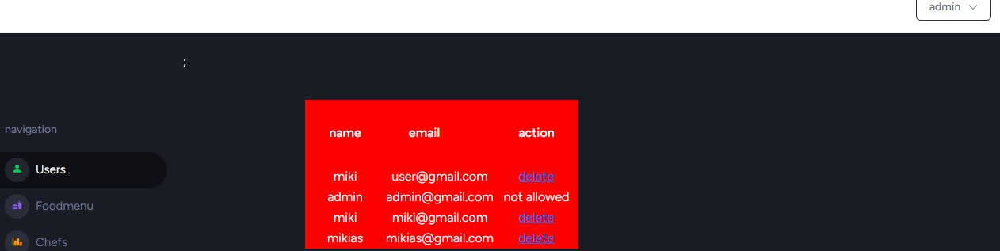 admin
;
navigation
Users
Foodmenu
Chefs
name email action
miki user@gmail.com delete
admin admin@gmail.com not allowed
miki miki@gmail.com delete
mikias mikias@gmail.com delete